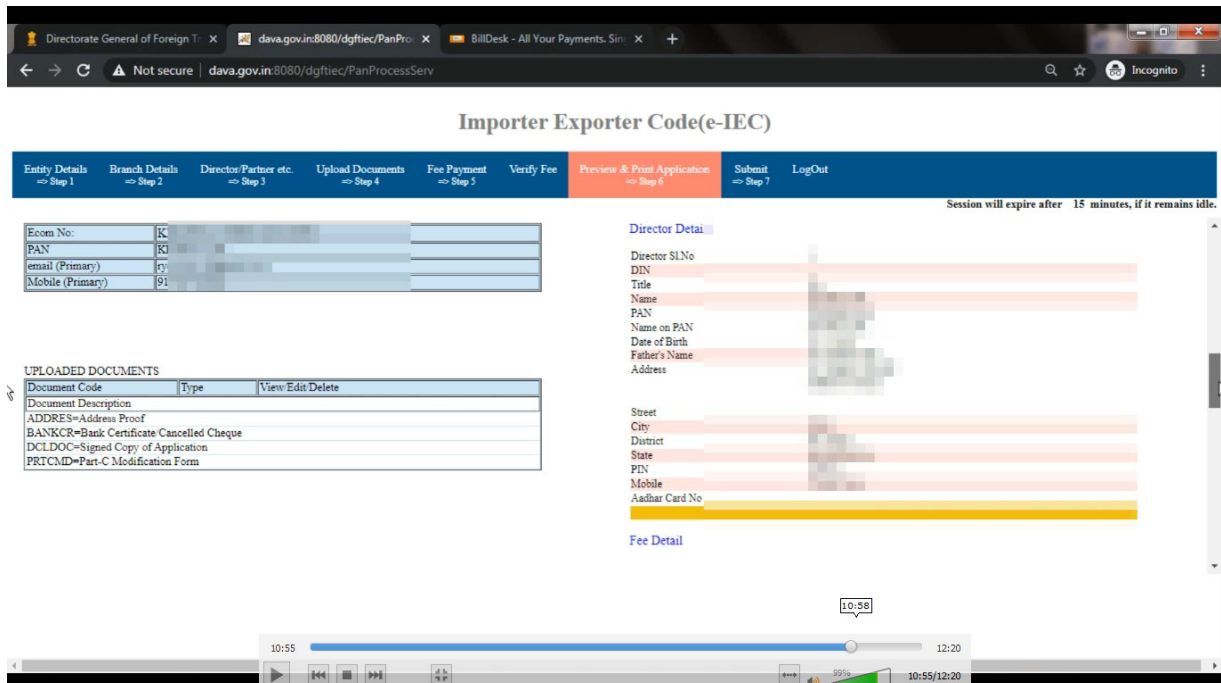 Directorate General of Foreign Tr
dava.gov.in:8080/dgftiec/PanPro
BillDesk - All Your Payments. Sin
Not secure | dava.gov.in:8080/dgftiec/PanProcessServ
Incognito
Importer Exporter Code(e-IEC)
Entity Details Branch Details Director/Partner etc. Upload Documents Fee Payment Verify Fee Preview & Print Application Submit LogOut
=> Step 1 => Step 2 => Step 3 => Step 4 => Step 5 => Step 6 => Step 7
Session will expire after 15 minutes, if it remains idle.
Ecom No: K
PAN
email (Primary)
Mobile (Primary) 91
UPLOADED DOCUMENTS
Document Code Type View/Edit/Delete
Document Description
ADDRES=Address Proof
BANKCR=Bank Certificate/Cancelled Cheque
DCLDOC=Signed Copy of Application
PRTCMD=Part-C Modification Form
Director Detai
Director Sl.No
DIN
Title
Name
PAN
Name on PAN
Date of Birth
Father's Name
Address
Street
City
District
State
PIN
Mobile
Aadhar Card No
Fee Detail
10:58
10:55 12:20
99%
10:55/12:20